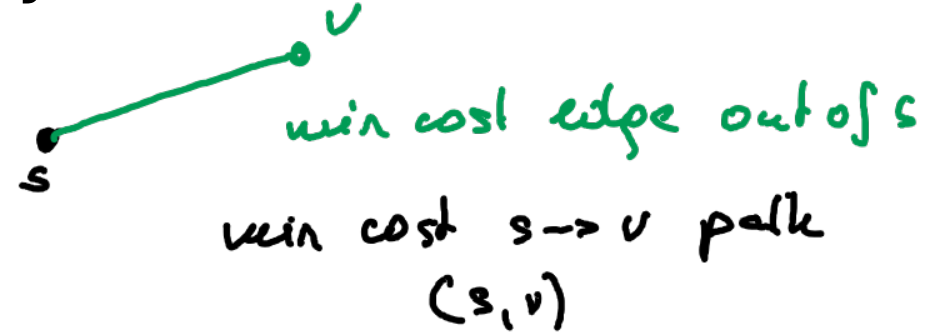 v
min cost edge out of s
s
min cost s -> v path
(s, v)